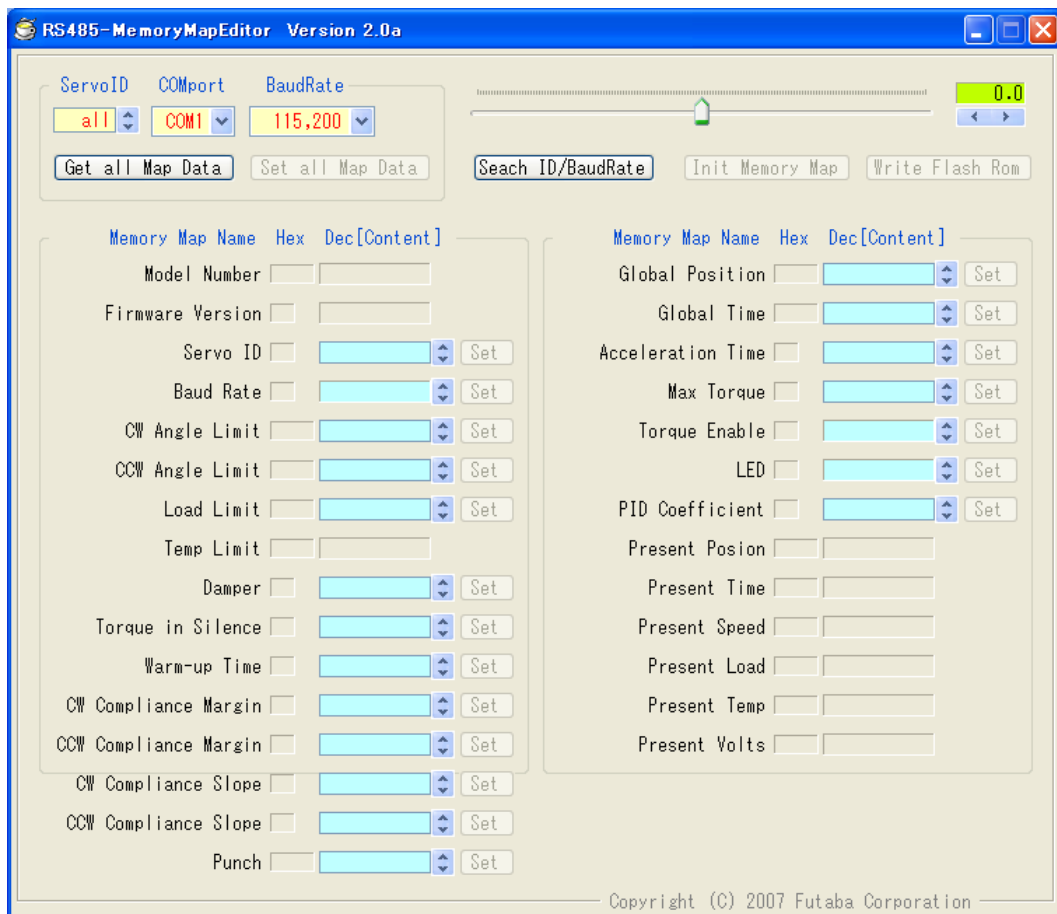 RS485-MemoryMapEditor Version 2.0a
ServoID COMport BaudRate
all COM1 115,200
0.0
Get all Map Data Set all Map Data Seach ID/BaudRate Init Memory Map Write Flash Rom
Memory Map Name Hex Dec[Content]
Model Number
Firmware Version
Servo ID Set
Baud Rate Set
CW Angle Limit Set
CCW Angle Limit Set
Load Limit Set
Temp Limit
Damper Set
Torque in Silence Set
Warm-up Time Set
CW Compliance Margin Set
CCW Compliance Margin Set
CW Compliance Slope Set
CCW Compliance Slope Set
Punch Set
Memory Map Name Hex Dec[Content]
Global Position Set
Global Time Set
Acceleration Time Set
Max Torque Set
Torque Enable Set
LED Set
PID Coefficient Set
Present Posion
Present Time
Present Speed
Present Load
Present Temp
Present Volts
Copyright (C) 2007 Futaba Corporation